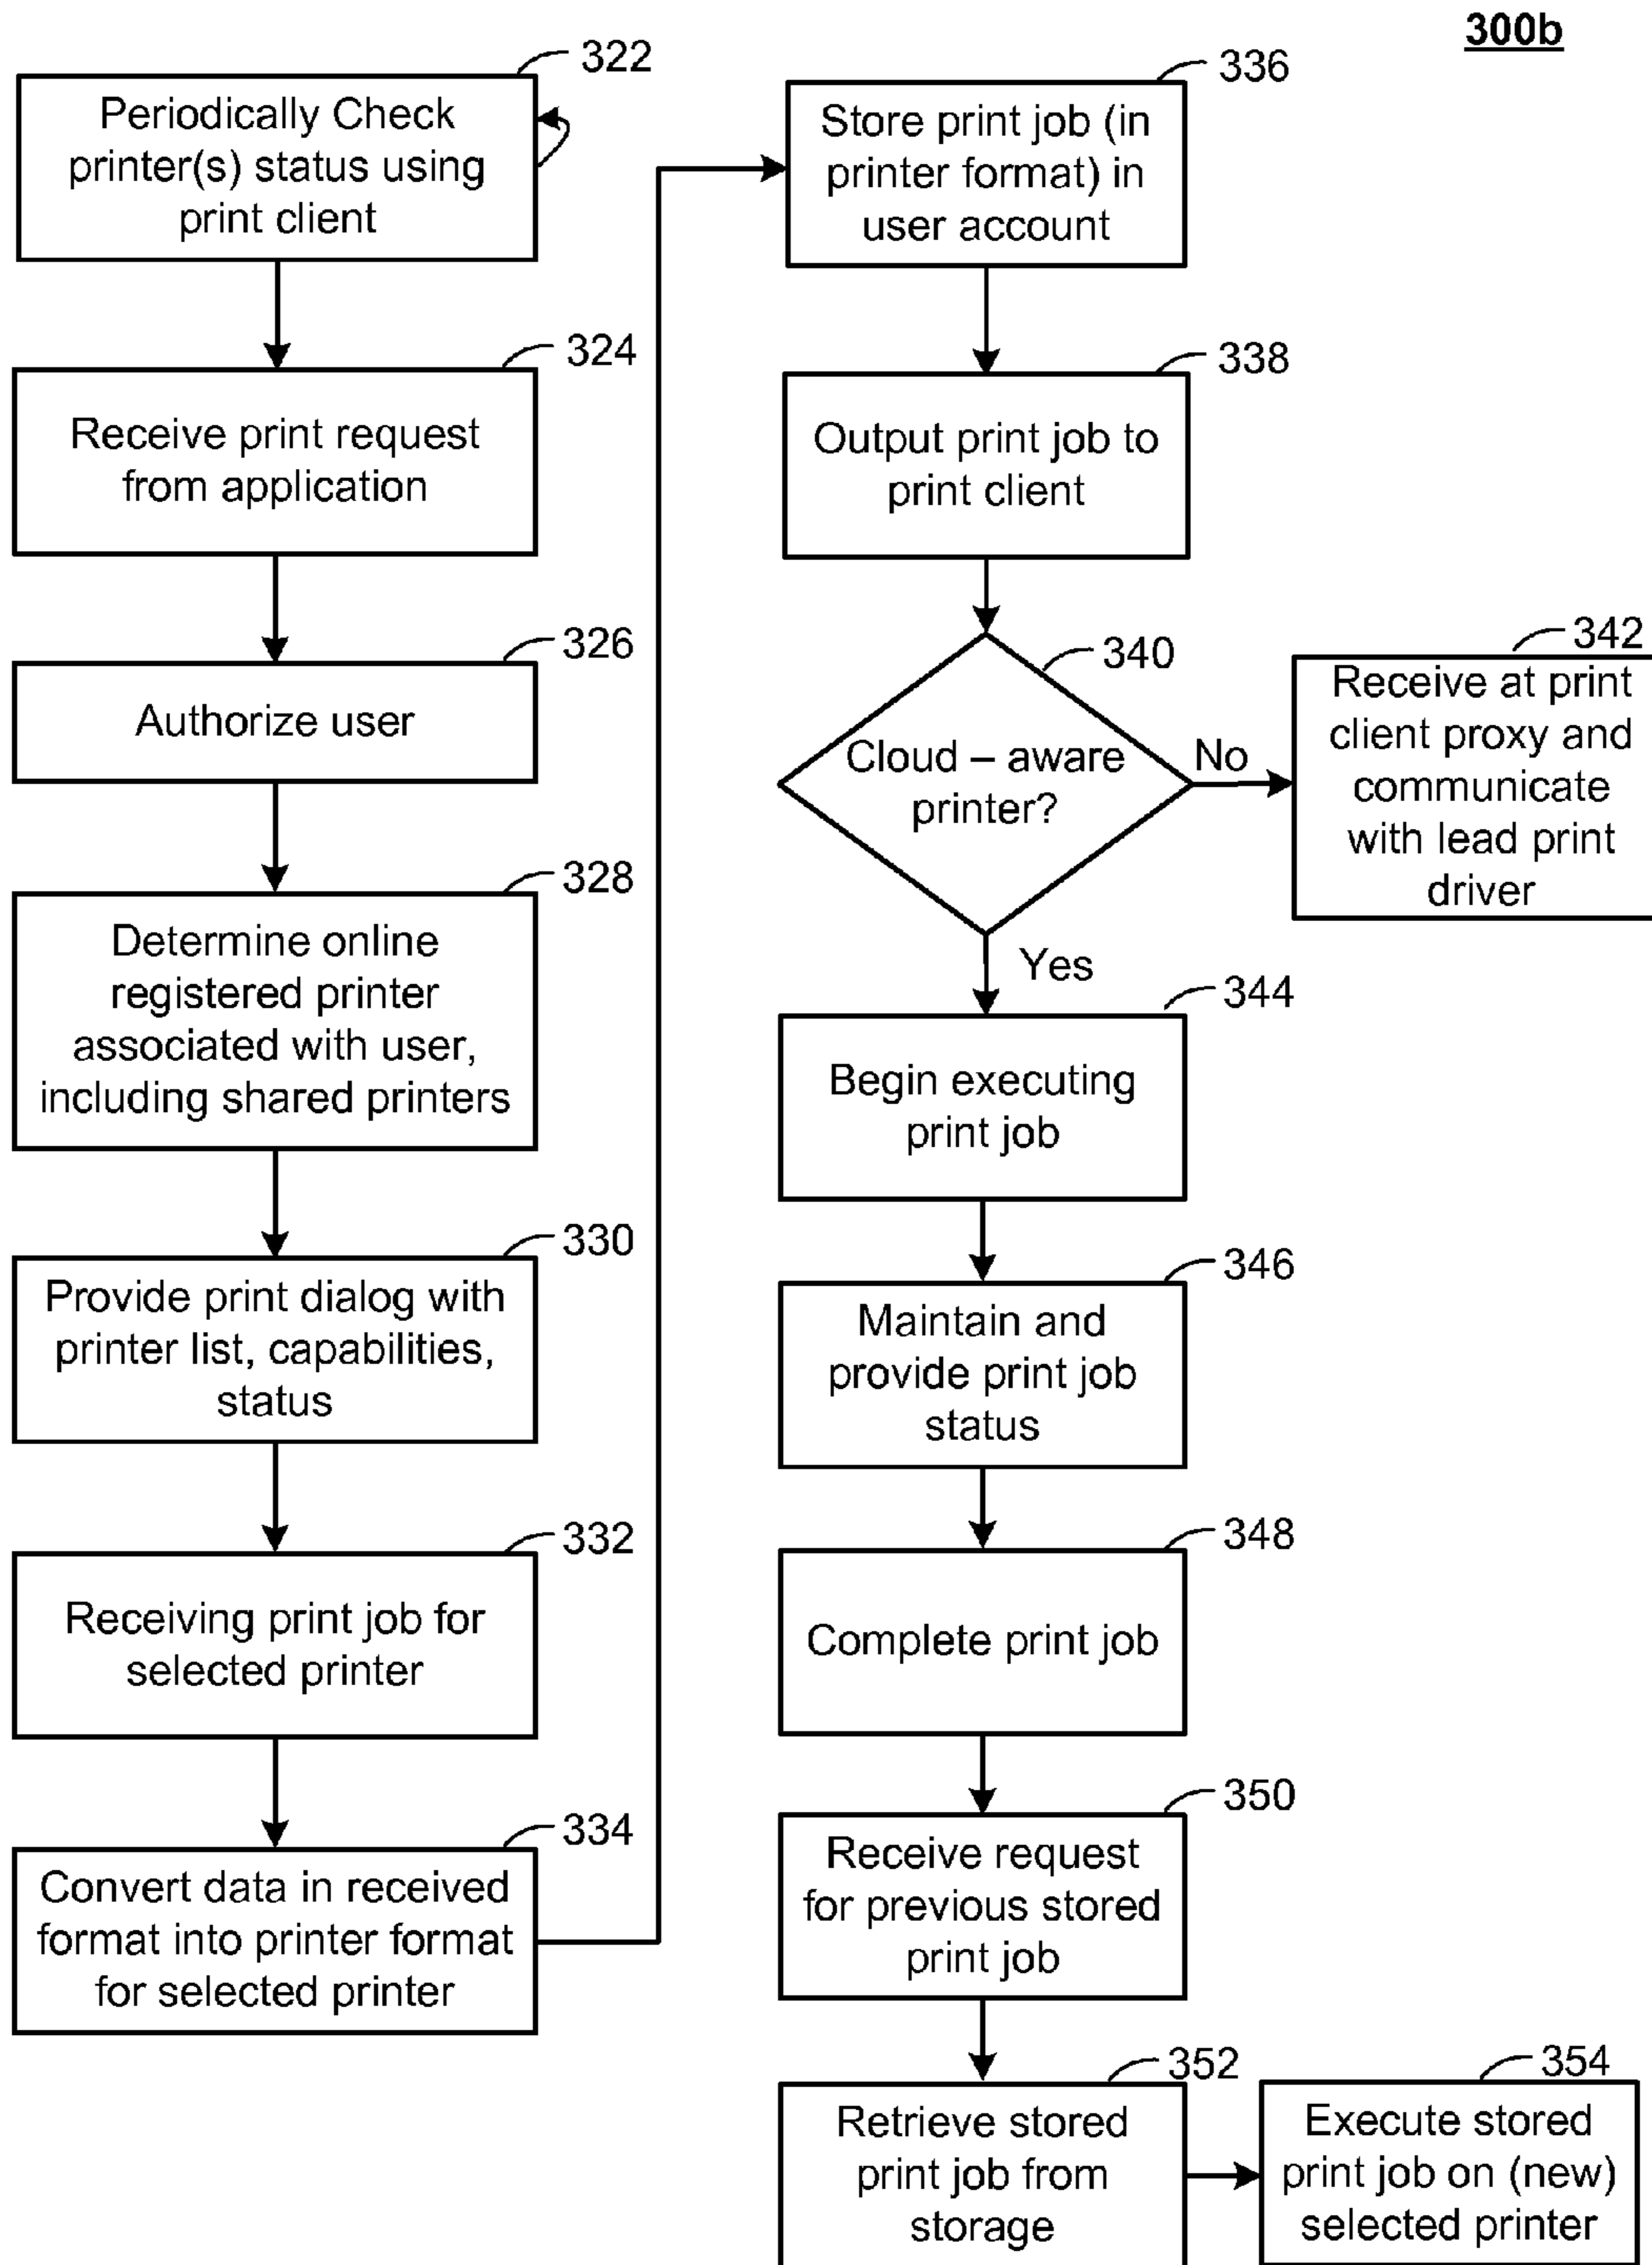 300b
322
Periodically Check
printer(s) status using
print client
324
Receive print request
from application
326
Authorize user
328
Determine online
registered printer
associated with user,
including shared printers
330
Provide print dialog with
printer list, capabilities,
status
332
Receiving print job for
selected printer
334
Convert data in received
format into printer format
for selected printer
336
Store print job (in
printer format) in
user account
338
Output print job to
print client
340
Cloud – aware
printer?
No
342
Receive at print
client proxy and
communicate
with lead print
driver
Yes
344
Begin executing
print job
346
Maintain and
provide print job
status
348
Complete print job
350
Receive request
for previous stored
print job
352
Retrieve stored
print job from
storage
354
Execute stored
print job on (new)
selected printer